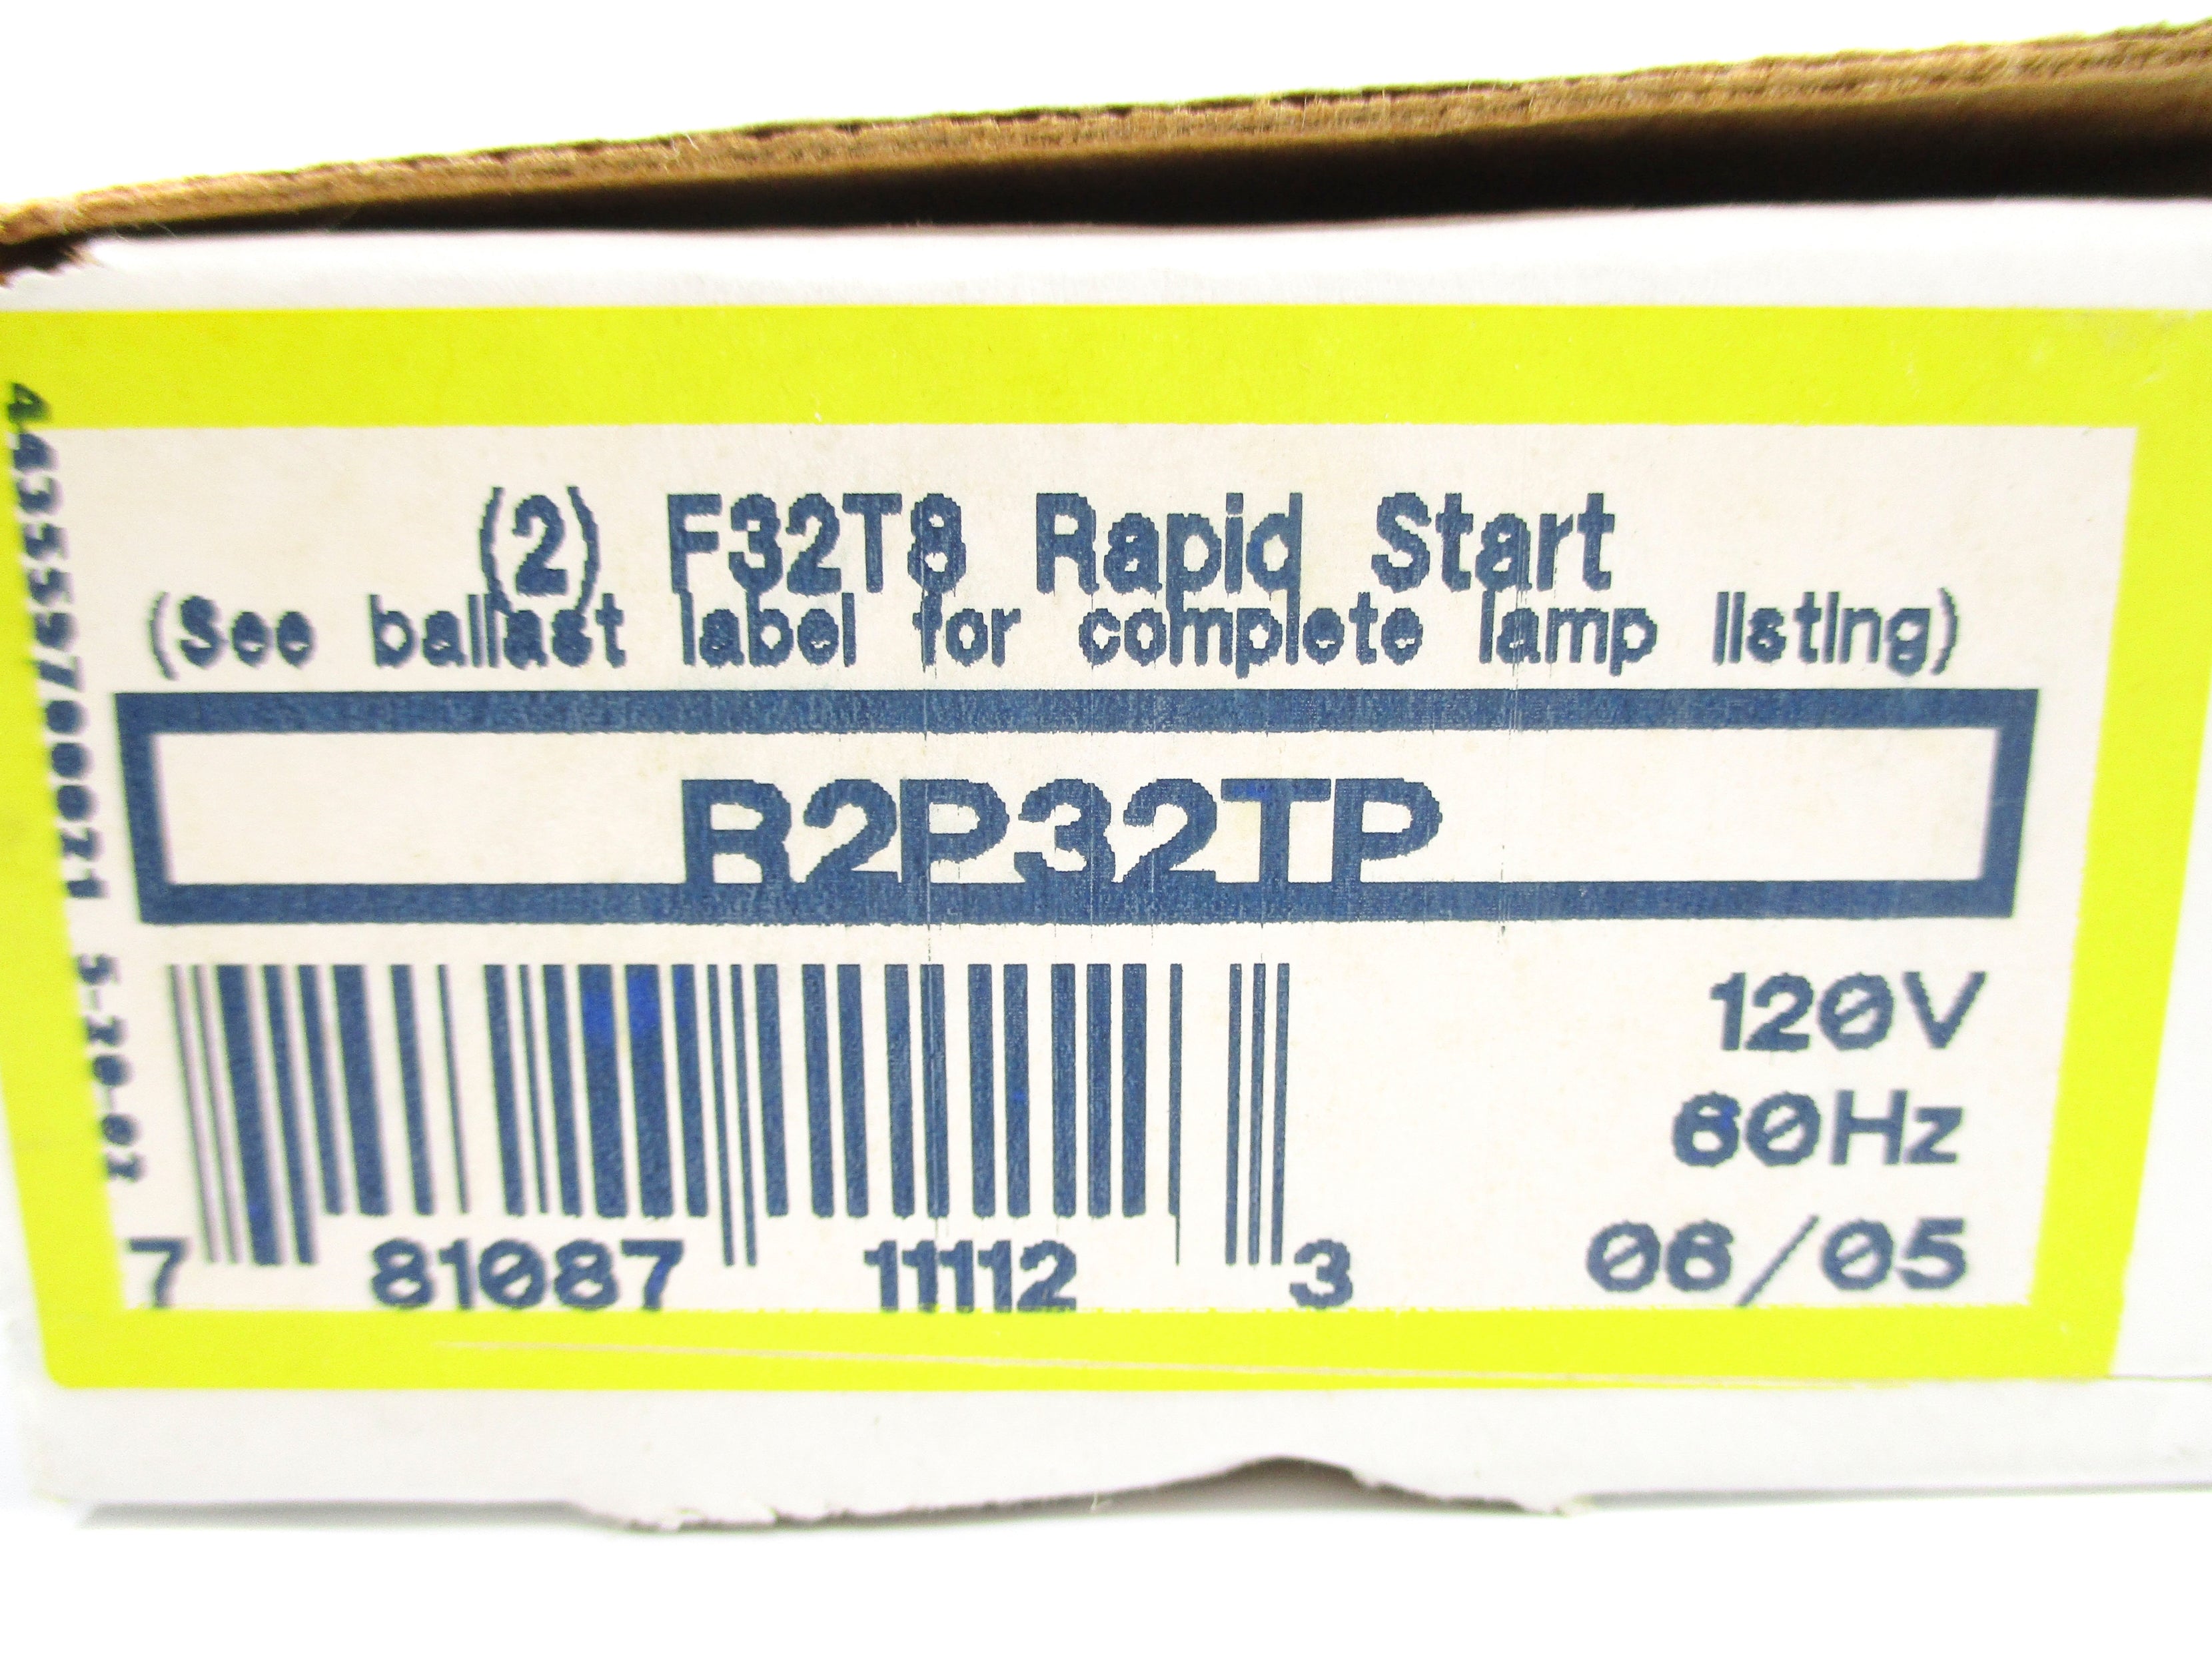 (2) F32T8 Rapid Start
(See ballast label for complete lamp listing)
R2P32TP
120V
60Hz
7 81087 11112 3
06/05